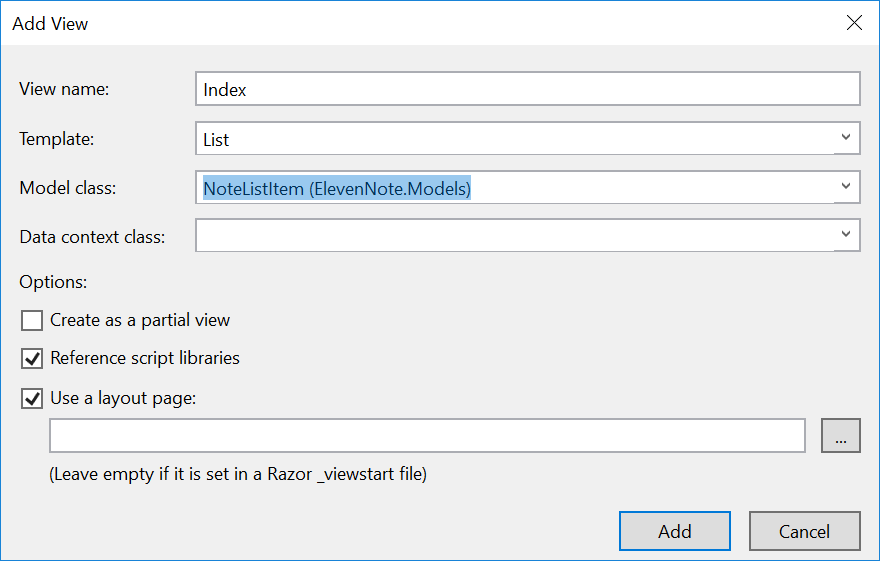 Add View
View name:
Index
Template:
List
Model class:
NoteListItem (ElevenNote.Models)
Data context class:
Options:
Create as a partial view
Reference script libraries
Use a layout page:
...
(Leave empty if it is set in a Razor _viewstart file)
Add
Cancel